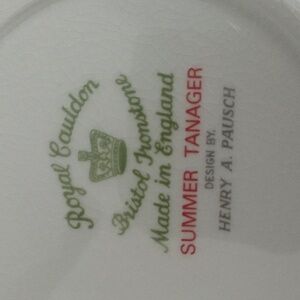 Royal Cauldon
Bristol Ironstone
Made in England
SUMMER TANAGER
DESIGN BY.
HENRY A. PAUSCH